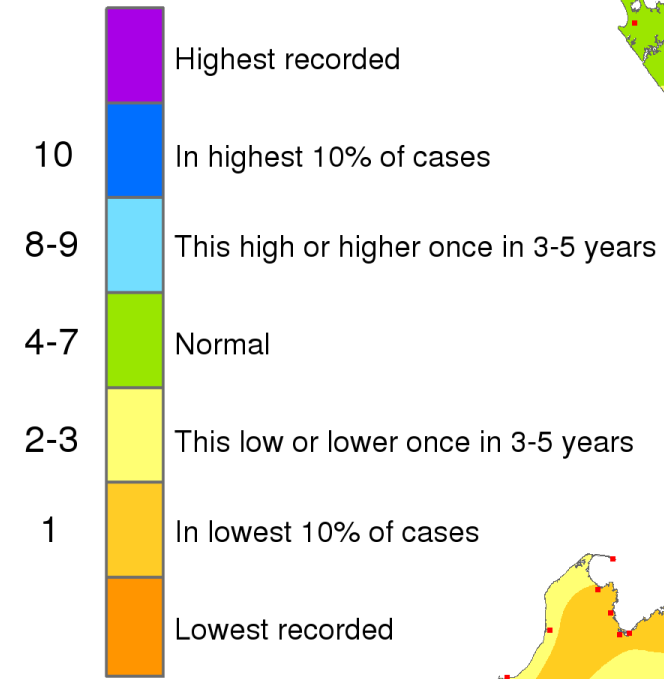 Highest recorded
10 In highest 10% of cases
8-9 This high or higher once in 3-5 years
4-7 Normal
2-3 This low or lower once in 3-5 years
1 In lowest 10% of cases
Lowest recorded